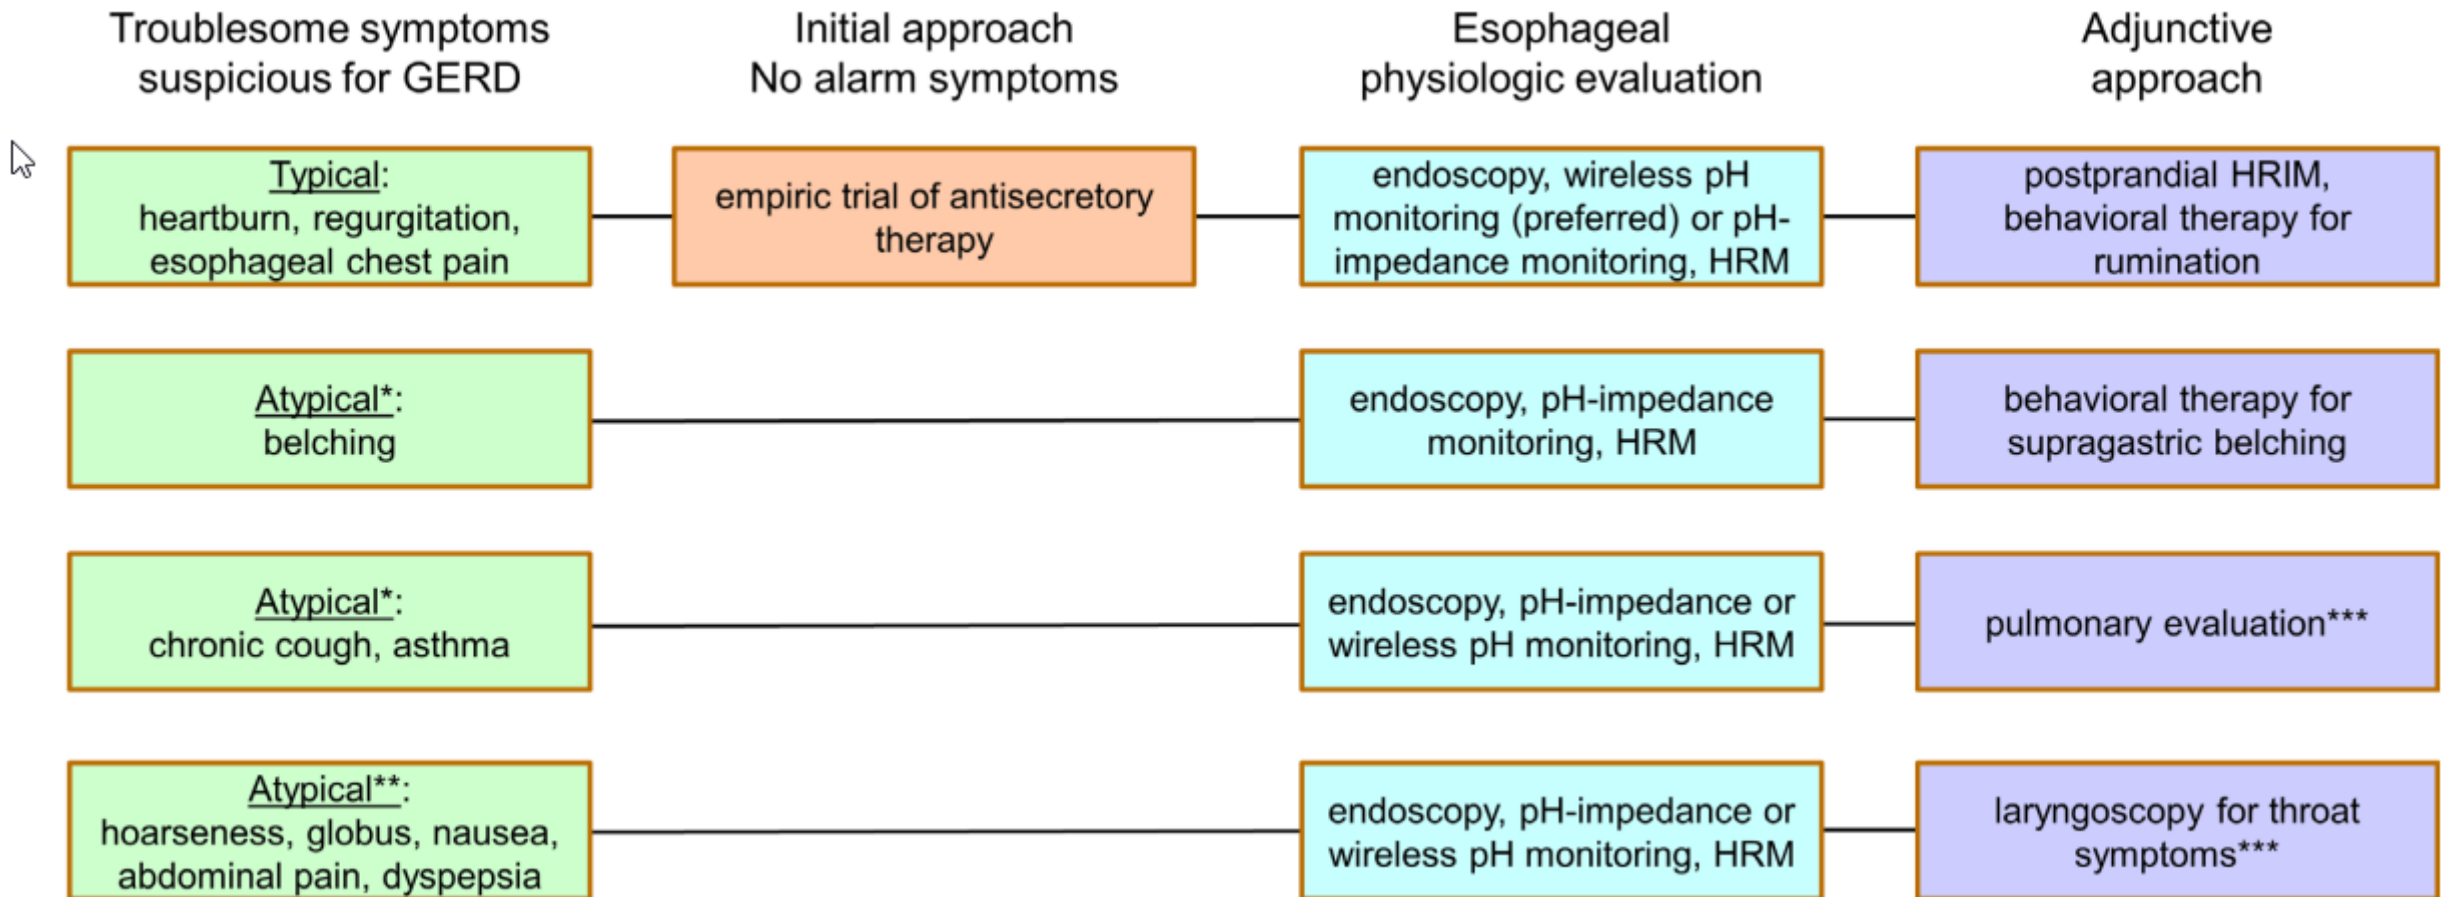 Troublesome symptoms
suspicious for GERD
Initial approach
No alarm symptoms
Esophageal
physiologic evaluation
Adjunctive
approach
Typical:
heartburn, regurgitation,
esophageal chest pain
empiric trial of antisecretory
therapy
endoscopy, wireless pH
monitoring (preferred) or pH-
impedance monitoring, HRM
postprandial HRIM,
behavioral therapy for
rumination
Atypical*:
belching
endoscopy, pH-impedance
monitoring, HRM
behavioral therapy for
supragastric belching
Atypical*:
chronic cough, asthma
endoscopy, pH-impedance or
wireless pH monitoring, HRM
pulmonary evaluation***
Atypical**:
hoarseness, globus, nausea,
abdominal pain, dyspepsia
endoscopy, pH-impedance or
wireless pH monitoring, HRM
laryngoscopy for throat
symptoms***